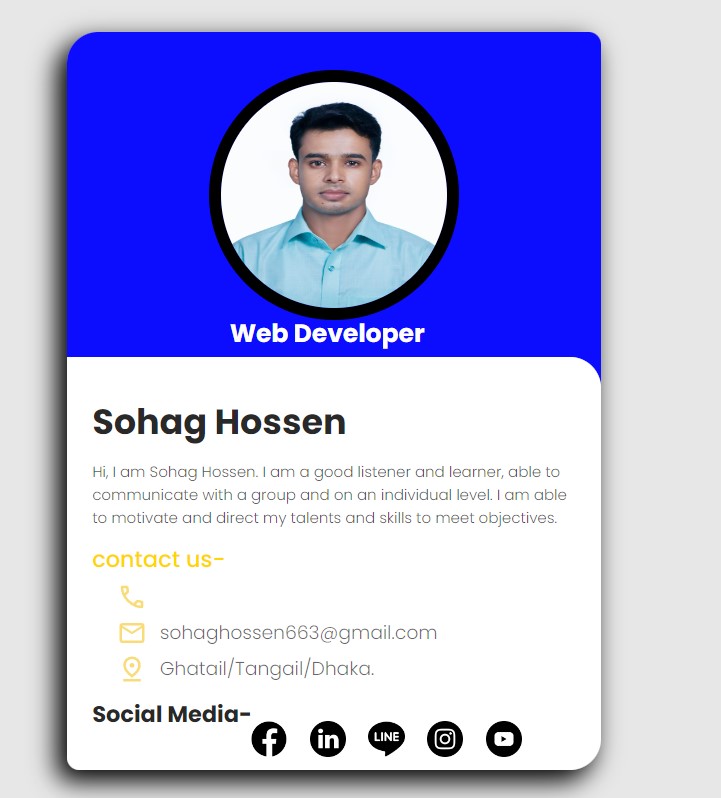 Web Developer
Sohag Hossen
Hi, I am Sohag Hossen. I am a good listener and learner, able to
communicate with a group and on an individual level. I am able
to motivate and direct my talents and skills to meet objectives.
contact us-
sohaghossen663@gmail.com
Ghatail/Tangail/Dhaka.
Social Media-
in
LINE